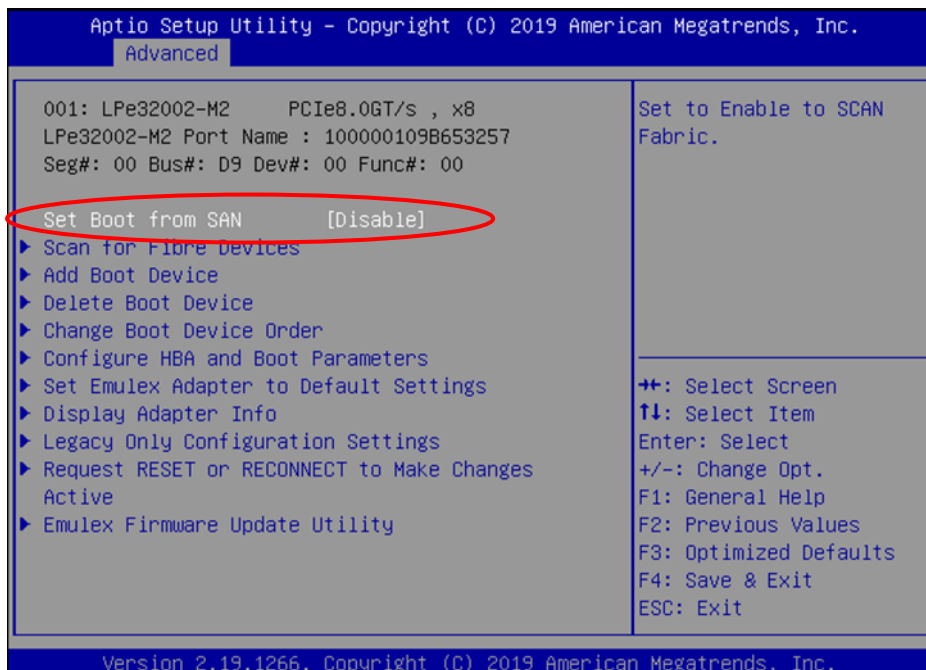 Aptio Setup Utility – Copyright (C) 2019 American Megatrends, Inc.
Advanced
001: LPe32002-M2 PCIe8.0GT/s , x8
LPe32002-M2 Port Name : 100000109B653257
Seg#: 00 Bus#: D9 Dev#: 00 Func#: 00
Set Boot from SAN [Disable]
Scan for Fibre Devices
Add Boot Device
Delete Boot Device
Change Boot Device Order
Configure HBA and Boot Parameters
Set Emulex Adapter to Default Settings
Display Adapter Info
Legacy Only Configuration Settings
Request RESET or RECONNECT to Make Changes
Active
Emulex Firmware Update Utility
Set to Enable to SCAN
Fabric.
→←: Select Screen
↑↓: Select Item
Enter: Select
+/-: Change Opt.
F1: General Help
F2: Previous Values
F3: Optimized Defaults
F4: Save & Exit
ESC: Exit
Version 2.19.1266. Copyright (C) 2019 American Megatrends, Inc.